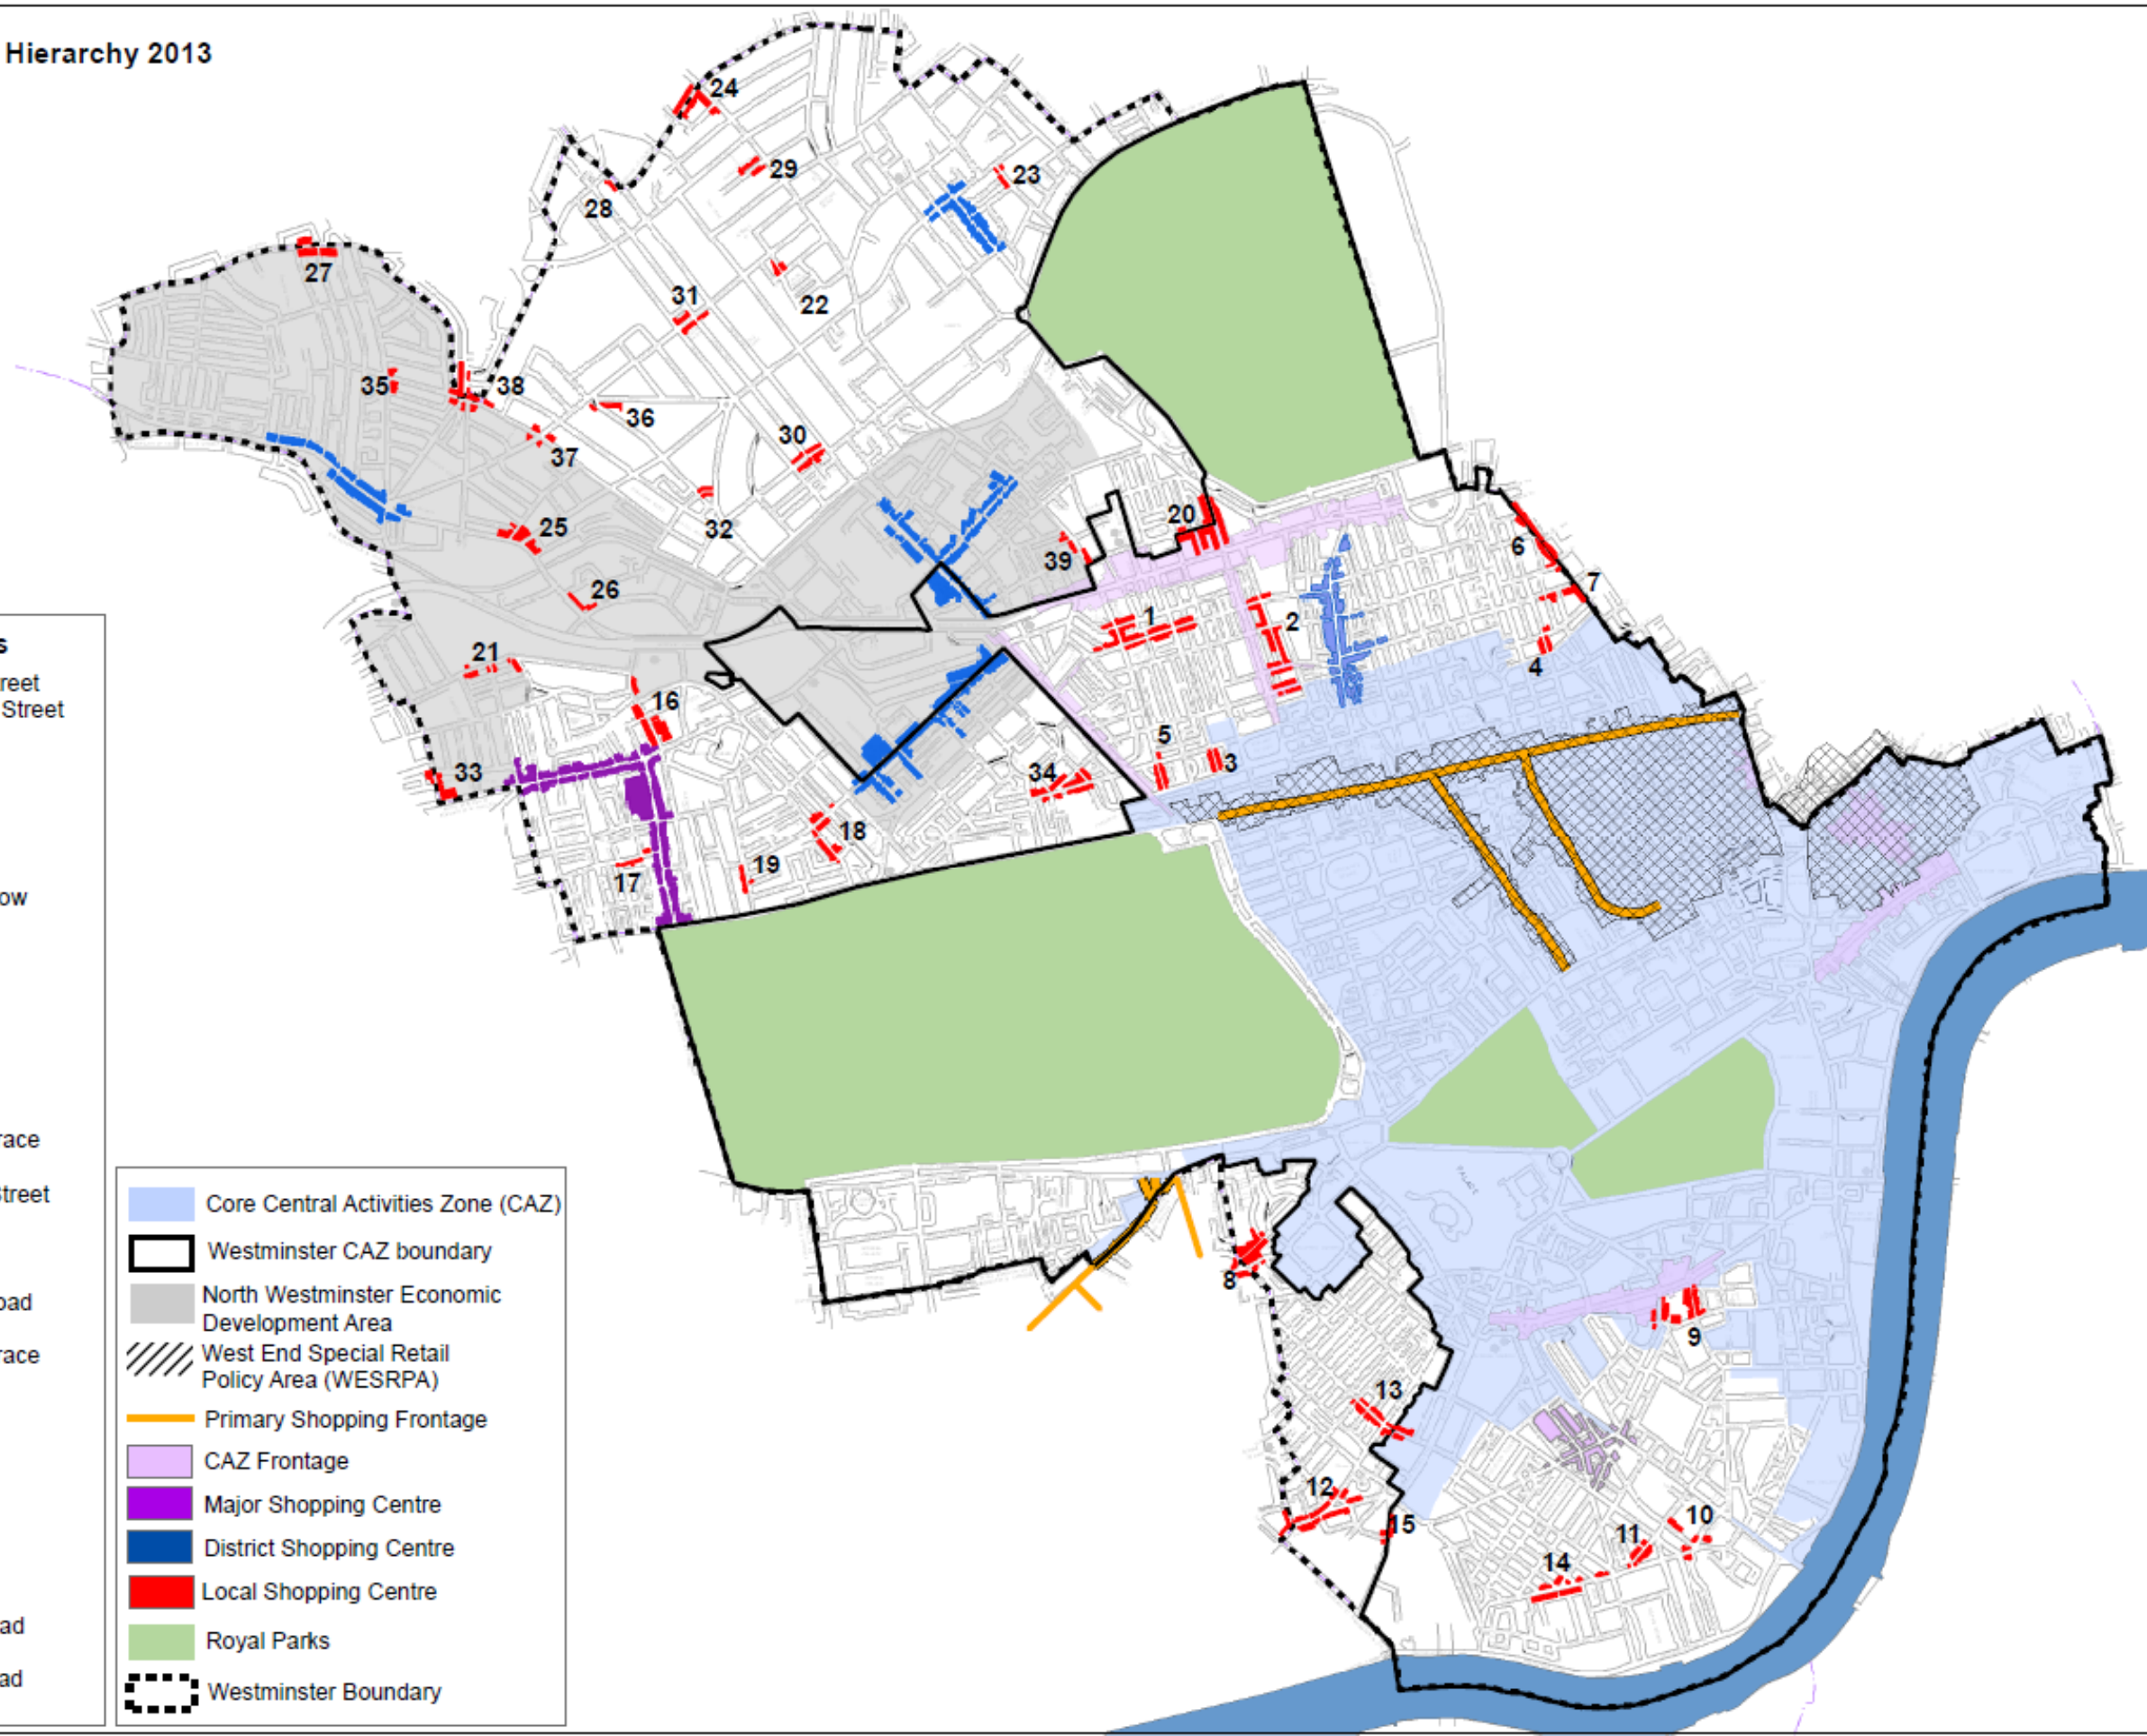 Hierarchy 2013
24
29
23
28
27
22
31
35
38
36
37
30
32
25
20
39
6
7
26
1
2
4
21
16
5
3
33
34
18
19
17
8
9
13
12
15
10
11
14
s
reet
Street
ow
race
Street
oad
race
ad
ad
PALACE
Core Central Activities Zone (CAZ)
Westminster CAZ boundary
North Westminster Economic
Development Area
West End Special Retail
Policy Area (WESRPA)
Primary Shopping Frontage
CAZ Frontage
Major Shopping Centre
District Shopping Centre
Local Shopping Centre
Royal Parks
Westminster Boundary